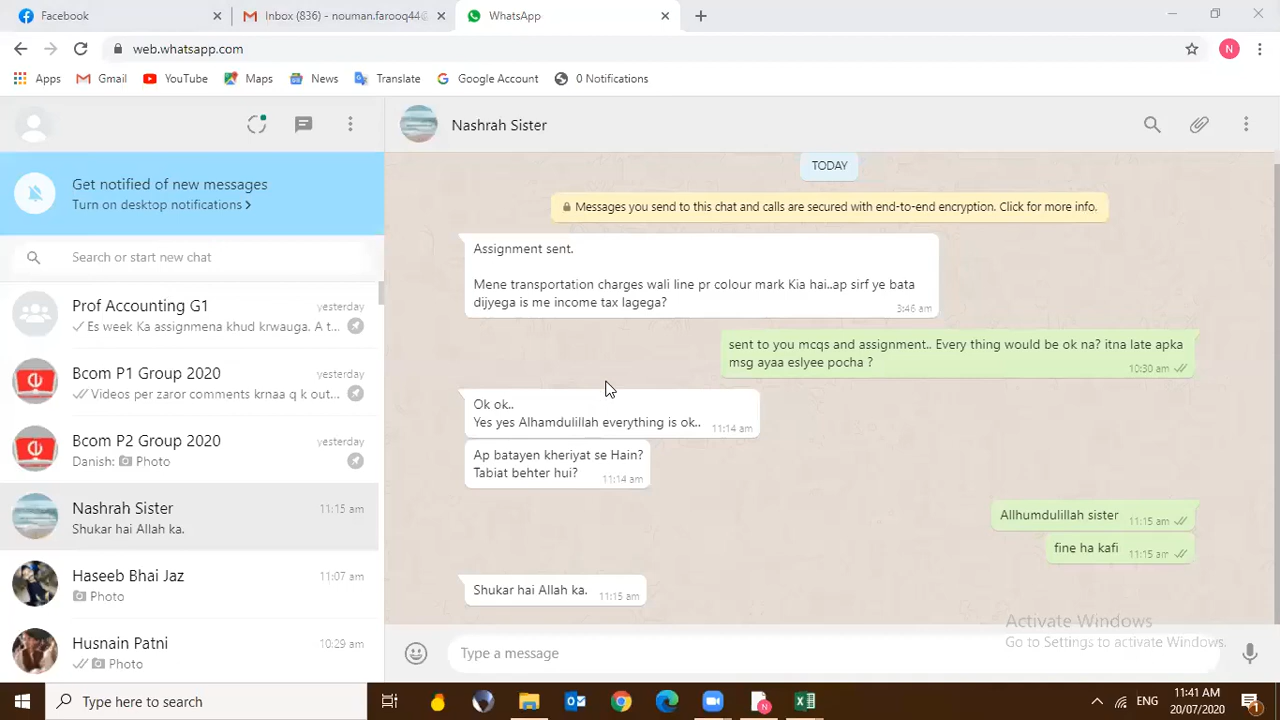 Facebook
Inbox (836) - nouman.farooq44@
WhatsApp
web.whatsapp.com
N
Apps
Gmail
YouTube
Maps
News
Translate
Google Account
0 Notifications
Nashrah Sister
Get notified of new messages
Turn on desktop notifications >
Search or start new chat
Prof Accounting G1
yesterday
Es week Ka assignmena khud krwauga. A t...
Bcom P1 Group 2020
yesterday
Videos per zaror comments krnaa q k out...
Bcom P2 Group 2020
yesterday
Danish: Photo
Nashrah Sister
11:15 am
Shukar hai Allah ka.
Haseeb Bhai Jaz
11:07 am
Photo
Husnain Patni
10:29 am
Photo
TODAY
Messages you send to this chat and calls are secured with end-to-end encryption. Click for more info.
Assignment sent.
Mene transportation charges wali line pr colour mark Kia hai..ap sirf ye bata
dijyega is me income tax lagega?
3:46 am
sent to you mcqs and assignment.. Every thing would be ok na? itna late apka
msg ayaa eslyee pocha ?
10:30 am
Ok ok..
Yes yes Alhamdulillah everything is ok..
11:14 am
Ap batayen kheriyat se Hain?
Tabiat behter hui?
11:14 am
Allhumdulillah sister
11:15 am
fine ha kafi
11:15 am
Shukar hai Allah ka.
11:15 am
Activate Windows
Go to Settings to activate Windows.
Type a message
Type here to search
ENG
11:41 AM
20/07/2020